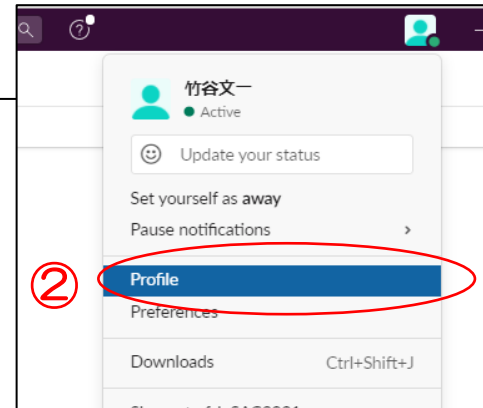 竹谷文一
Active
Update your status
Set yourself as away
Pause notifications
②
Profile
Preferences
Downloads Ctrl+Shift+J